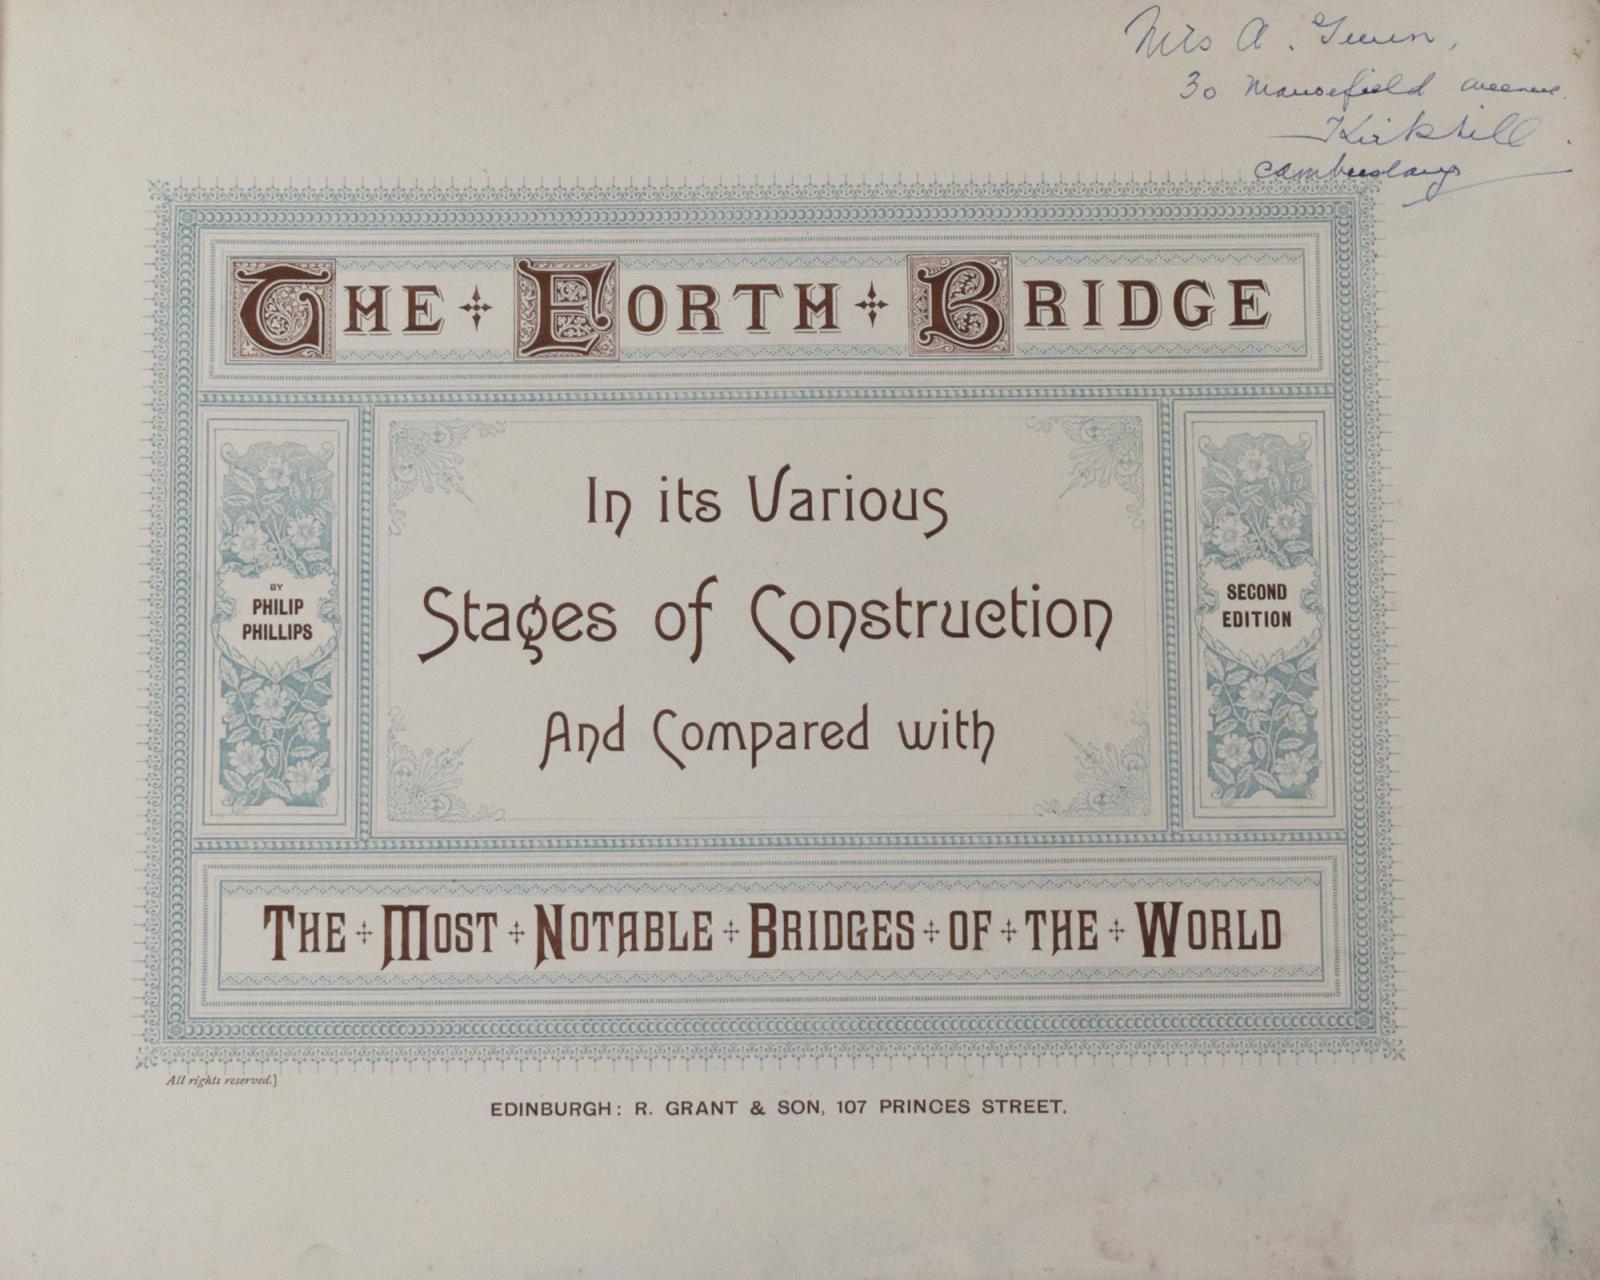 Mrs A.
30 Mansefield avenue.
Kirkhill.
Cambuslang
THE FORTH BRIDGE
In its Various
Stages of Construction
And Compared with
BY
PHILIP
PHILLIPS
SECOND
EDITION
THE MOST NOTABLE BRIDGES OF THE WORLD
All rights reserved.]
EDINBURGH: R. GRANT & SON, 107 PRINCES STREET.